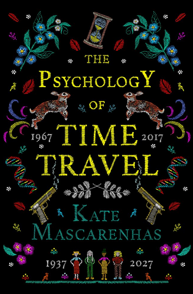 THE
PSYCHOLOGY
OF
1967 TIME 2017
TRAVEL
KATE
MASCARENHAS
1937 2027